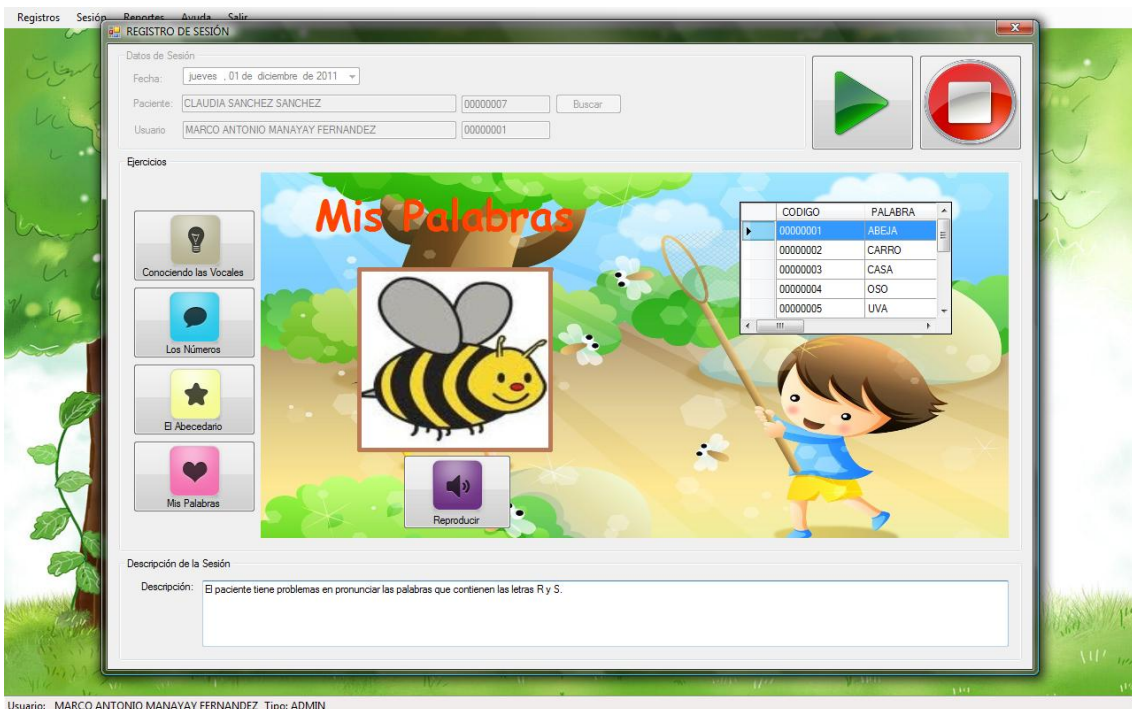 Registros Sesión Reportes Ayuda Salir
REGISTRO DE SESIÓN
Datos de Sesión
Fecha: jueves , 01 de diciembre de 2011
Paciente: CLAUDIA SANCHEZ SANCHEZ 00000007 Buscar
Usuario MARCO ANTONIO MANAYAY FERNANDEZ 00000001
Ejercicios
Mis Palabras
CODIGO PALABRA
00000001 ABEJA
00000002 CARRO
00000003 CASA
00000004 OSO
00000005 UVA
Conociendo las Vocales
Los Números
El Abecedario
Mis Palabras
Reproducir
Descripción de la Sesión
Descripción: El paciente tiene problemas en pronunciar las palabras que contienen las letras R y S.
Usuario: MARCO ANTONIO MANAYAY FERNANDEZ Tipo: ADMIN